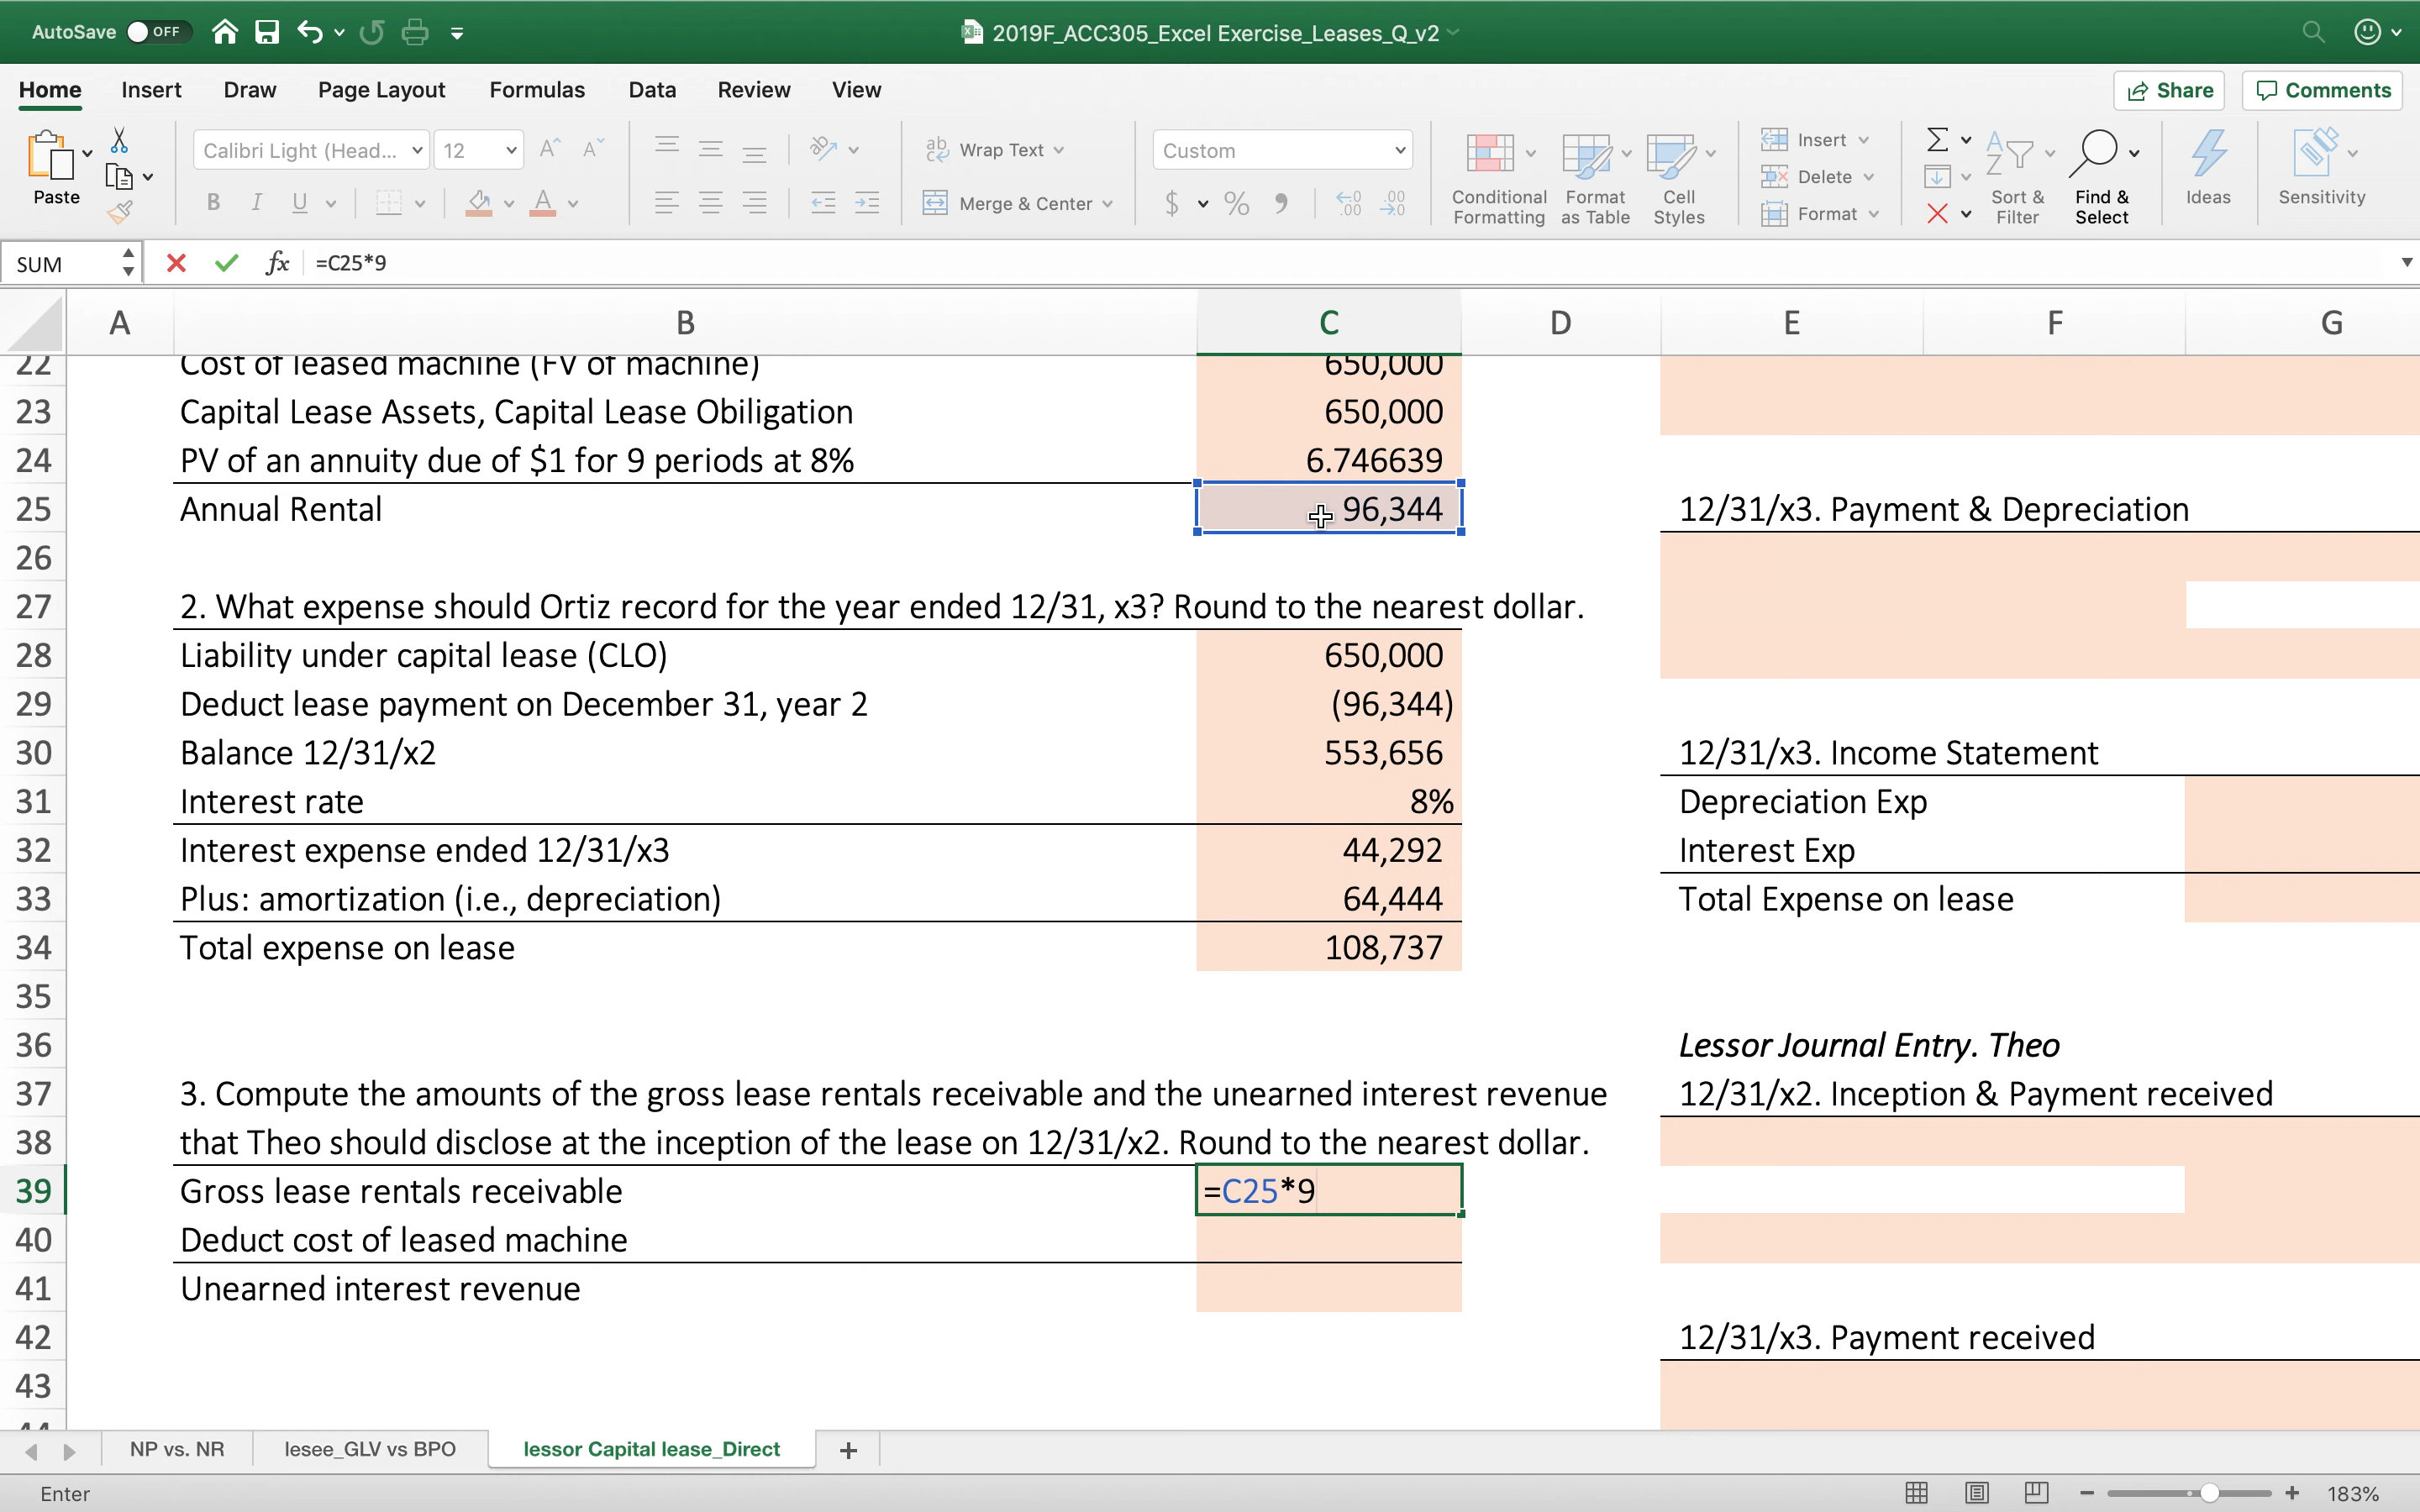 AutoSave OFF
2019F_ACC305_Excel Exercise_Leases_Q_v2
Home Insert Draw Page Layout Formulas Data Review View
Share Comments
Paste
Calibri Light (Head... 12
B I U
Wrap Text
Merge & Center
Custom
$ %
Conditional Formatting
Format as Table
Cell Styles
Insert
Delete
Format
Sort & Filter
Find & Select
Ideas
Sensitivity
SUM fx =C25*9
A B C D E F G
22 Cost of leased machine (FV of machine) 650,000
23 Capital Lease Assets, Capital Lease Obiligation 650,000
24 PV of an annuity due of $1 for 9 periods at 8% 6.746639
25 Annual Rental 96,344 12/31/x3. Payment & Depreciation
26
27 2. What expense should Ortiz record for the year ended 12/31, x3? Round to the nearest dollar.
28 Liability under capital lease (CLO) 650,000
29 Deduct lease payment on December 31, year 2 (96,344)
30 Balance 12/31/x2 553,656 12/31/x3. Income Statement
31 Interest rate 8% Depreciation Exp
32 Interest expense ended 12/31/x3 44,292 Interest Exp
33 Plus: amortization (i.e., depreciation) 64,444 Total Expense on lease
34 Total expense on lease 108,737
35
36 Lessor Journal Entry. Theo
37 3. Compute the amounts of the gross lease rentals receivable and the unearned interest revenue 12/31/x2. Inception & Payment received
38 that Theo should disclose at the inception of the lease on 12/31/x2. Round to the nearest dollar.
39 Gross lease rentals receivable =C25*9
40 Deduct cost of leased machine
41 Unearned interest revenue
42 12/31/x3. Payment received
43
44
NP vs. NR lesee_GLV vs BPO lessor Capital lease_Direct +
Enter 183%